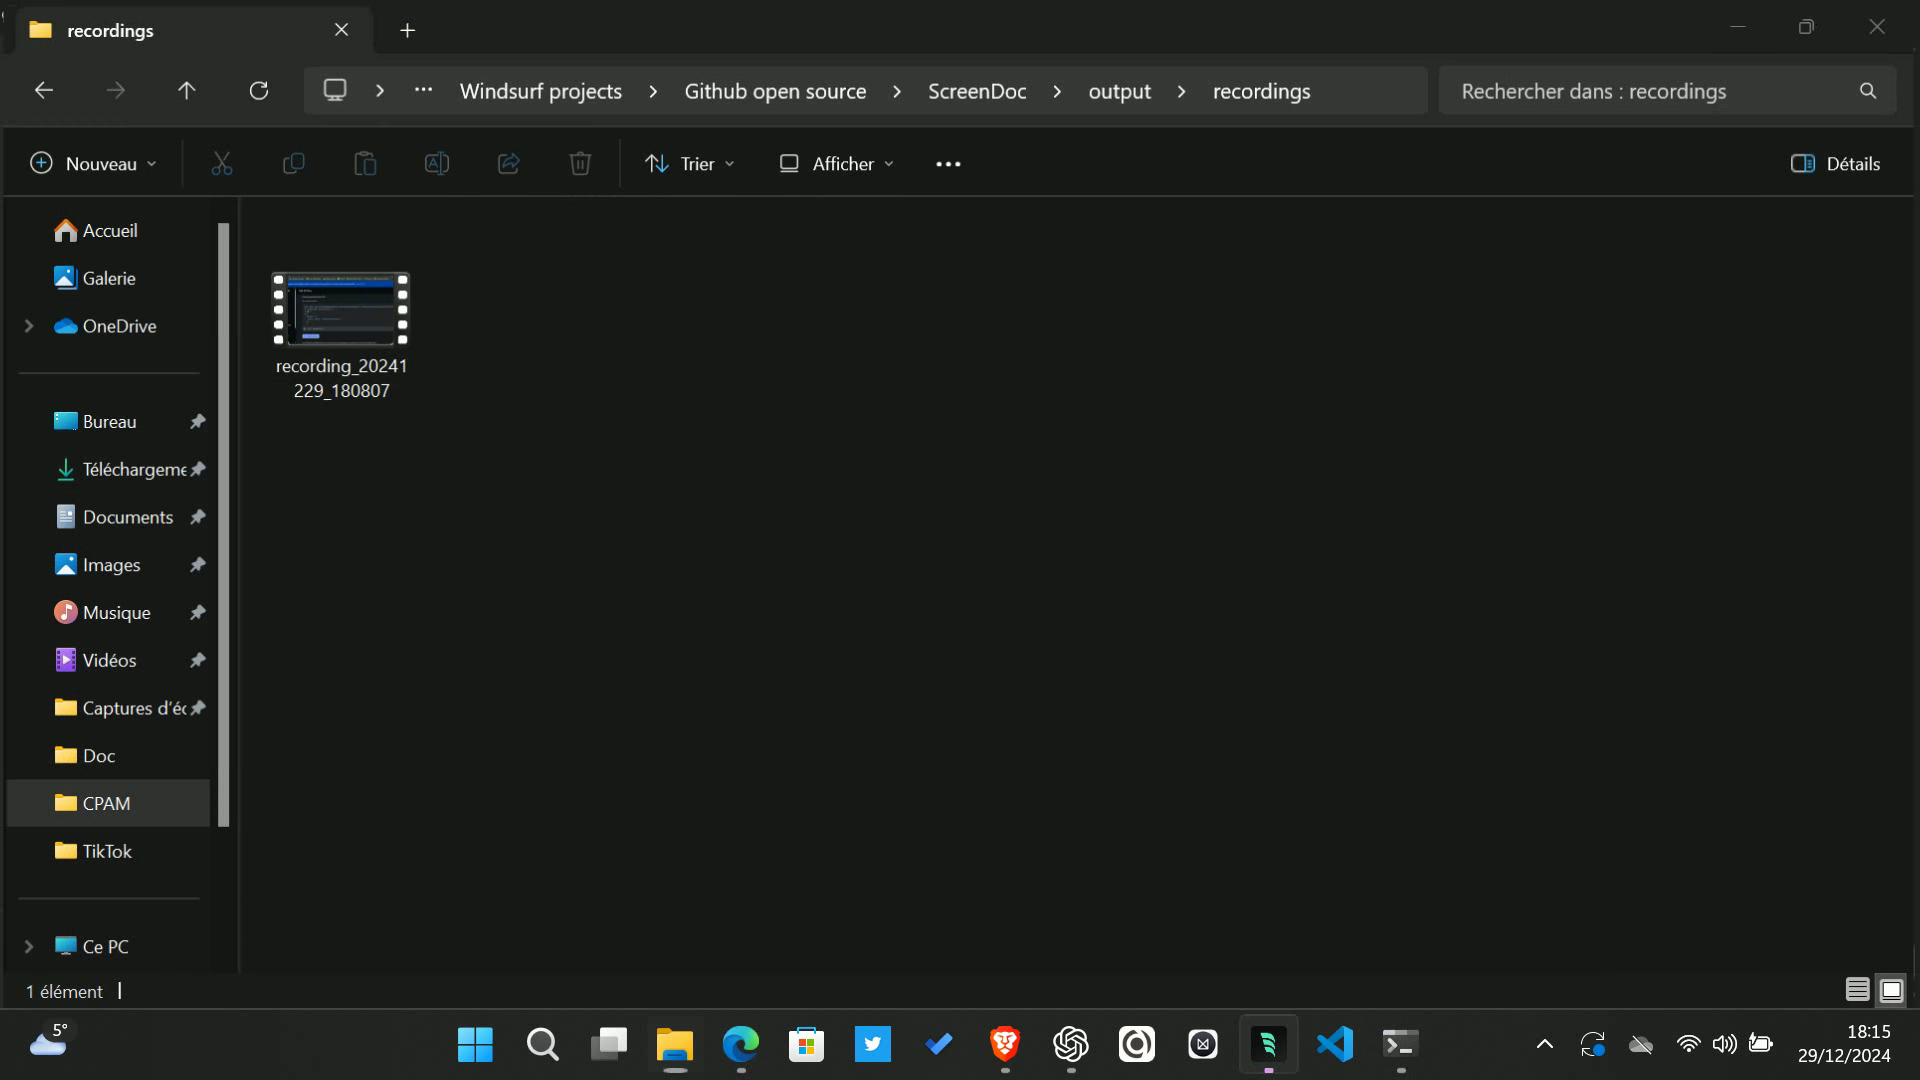 recordings
Windsurf projects
Github open source
ScreenDoc
output
recordings
Rechercher dans : recordings
Nouveau
Trier
Afficher
Détails
Accueil
Galerie
OneDrive
Bureau
Téléchargeme
Documents
Images
Musique
Vidéos
Captures d'éc
Doc
CPAM
TikTok
Ce PC
recording_20241
229_180807
1 élément
5°
18:15
29/12/2024